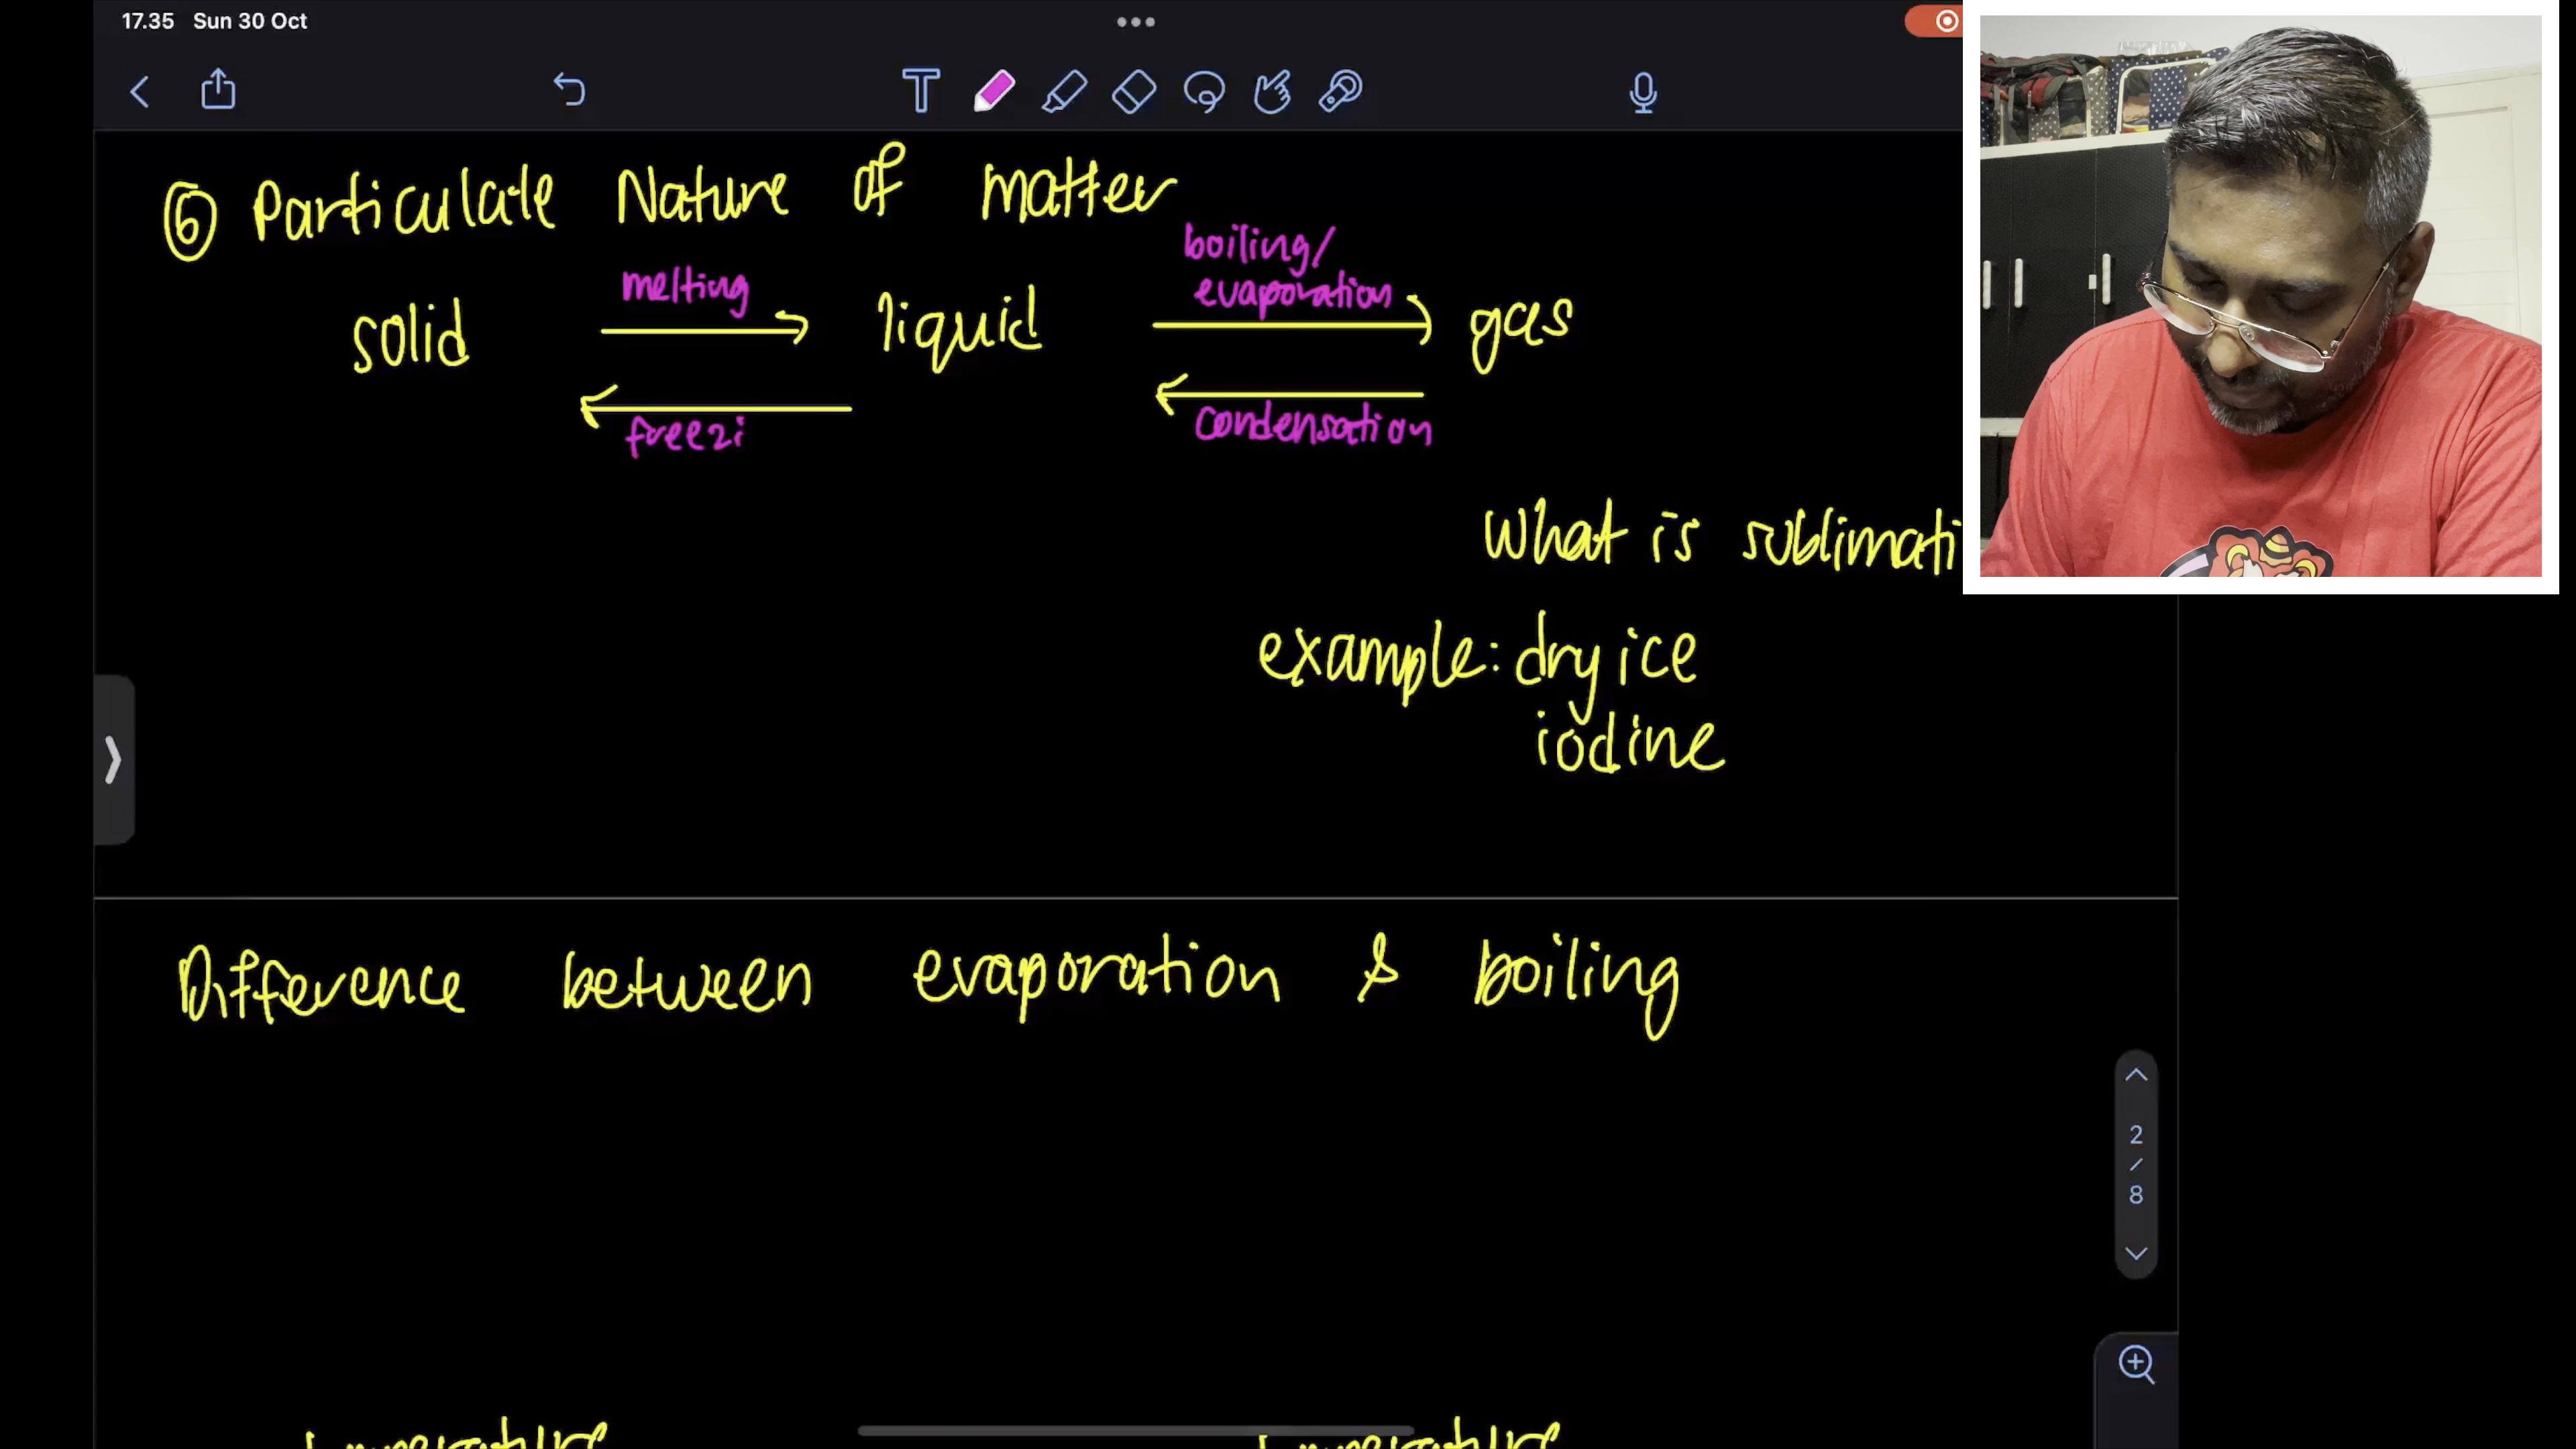 17.35 Sun 30 Oct
⑥ Particulate Nature of matter
boiling/
melting evaporation
solid liquid gas
freezi condensation
What is sublimati
example: dry ice
iodine
Difference between evaporation & boiling
2
/
8